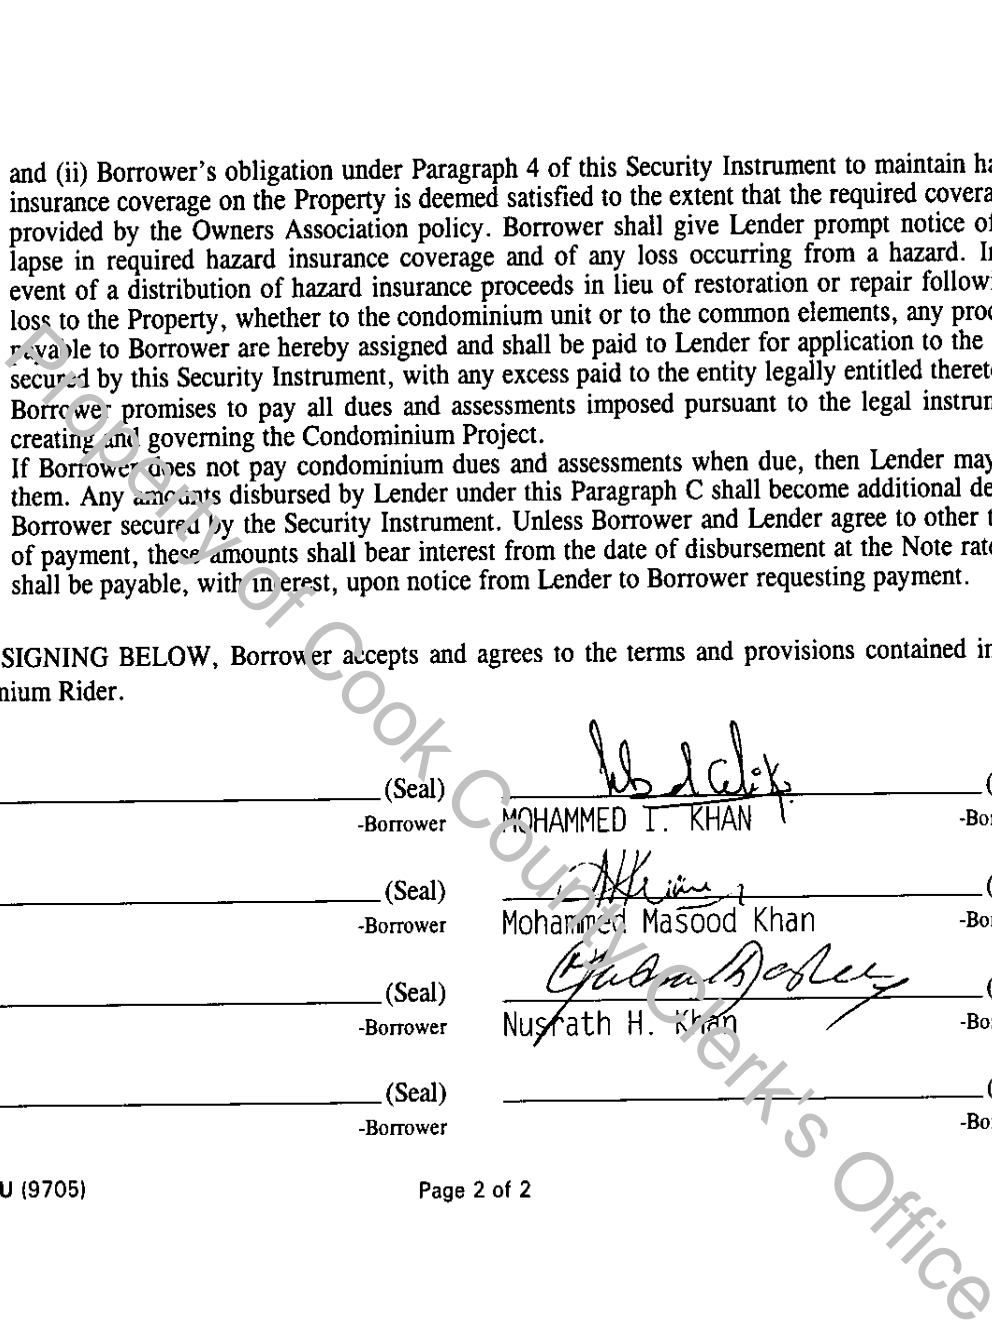 and (ii) Borrower's obligation under Paragraph 4 of this Security Instrument to maintain ha
insurance coverage on the Property is deemed satisfied to the extent that the required covera
provided by the Owners Association policy. Borrower shall give Lender prompt notice of
lapse in required hazard insurance coverage and of any loss occurring from a hazard. I
event of a distribution of hazard insurance proceeds in lieu of restoration or repair follow
loss to the Property, whether to the condominium unit or to the common elements, any pro
payable to Borrower are hereby assigned and shall be paid to Lender for application to the
secured by this Security Instrument, with any excess paid to the entity legally entitled theret
Borrower promises to pay all dues and assessments imposed pursuant to the legal instrum
creating and governing the Condominium Project.
If Borrower does not pay condominium dues and assessments when due, then Lender may
them. Any amounts disbursed by Lender under this Paragraph C shall become additional de
Borrower secured by the Security Instrument. Unless Borrower and Lender agree to other t
of payment, these amounts shall bear interest from the date of disbursement at the Note rate
shall be payable, with interest, upon notice from Lender to Borrower requesting payment.
SIGNING BELOW, Borrower accepts and agrees to the terms and provisions contained in
nium Rider.
(Seal) (
-Borrower MOHAMMED I. KHAN -Bor
(Seal) (
-Borrower Mohammed Masood Khan -Bor
(Seal) (
-Borrower Nusrath H. Khan -Bo
(Seal) (
-Borrower -Bo
U (9705) Page 2 of 2
Property of Cook County Clerk's Office